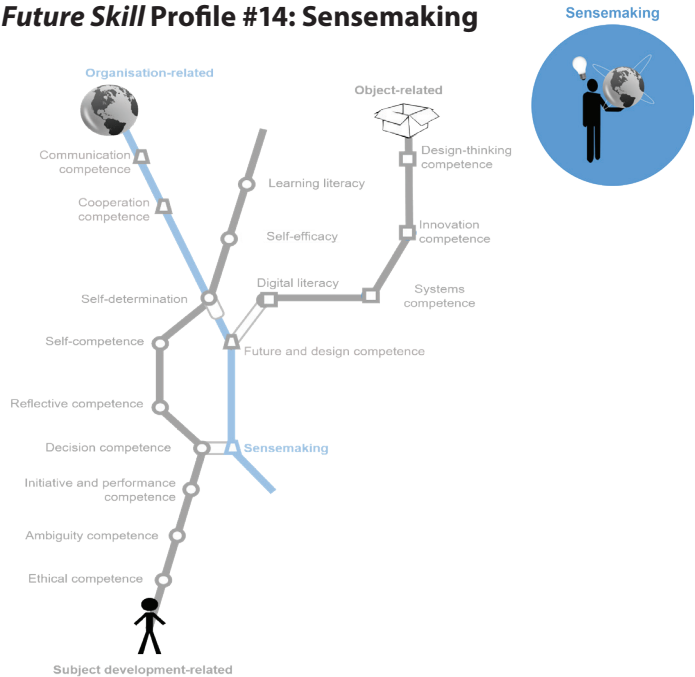 Future Skill Profile #14: Sensemaking
Sensemaking
Organisation-related
Object-related
Communication
competence
Design-thinking
competence
Learning literacy
Cooperation
competence
Self-efficacy
Innovation
competence
Digital literacy
Systems
competence
Self-determination
Self-competence
Future and design competence
Reflective competence
Decision competence
Sensemaking
Initiative and performance
competence
Ambiguity competence
Ethical competence
Subject development-related